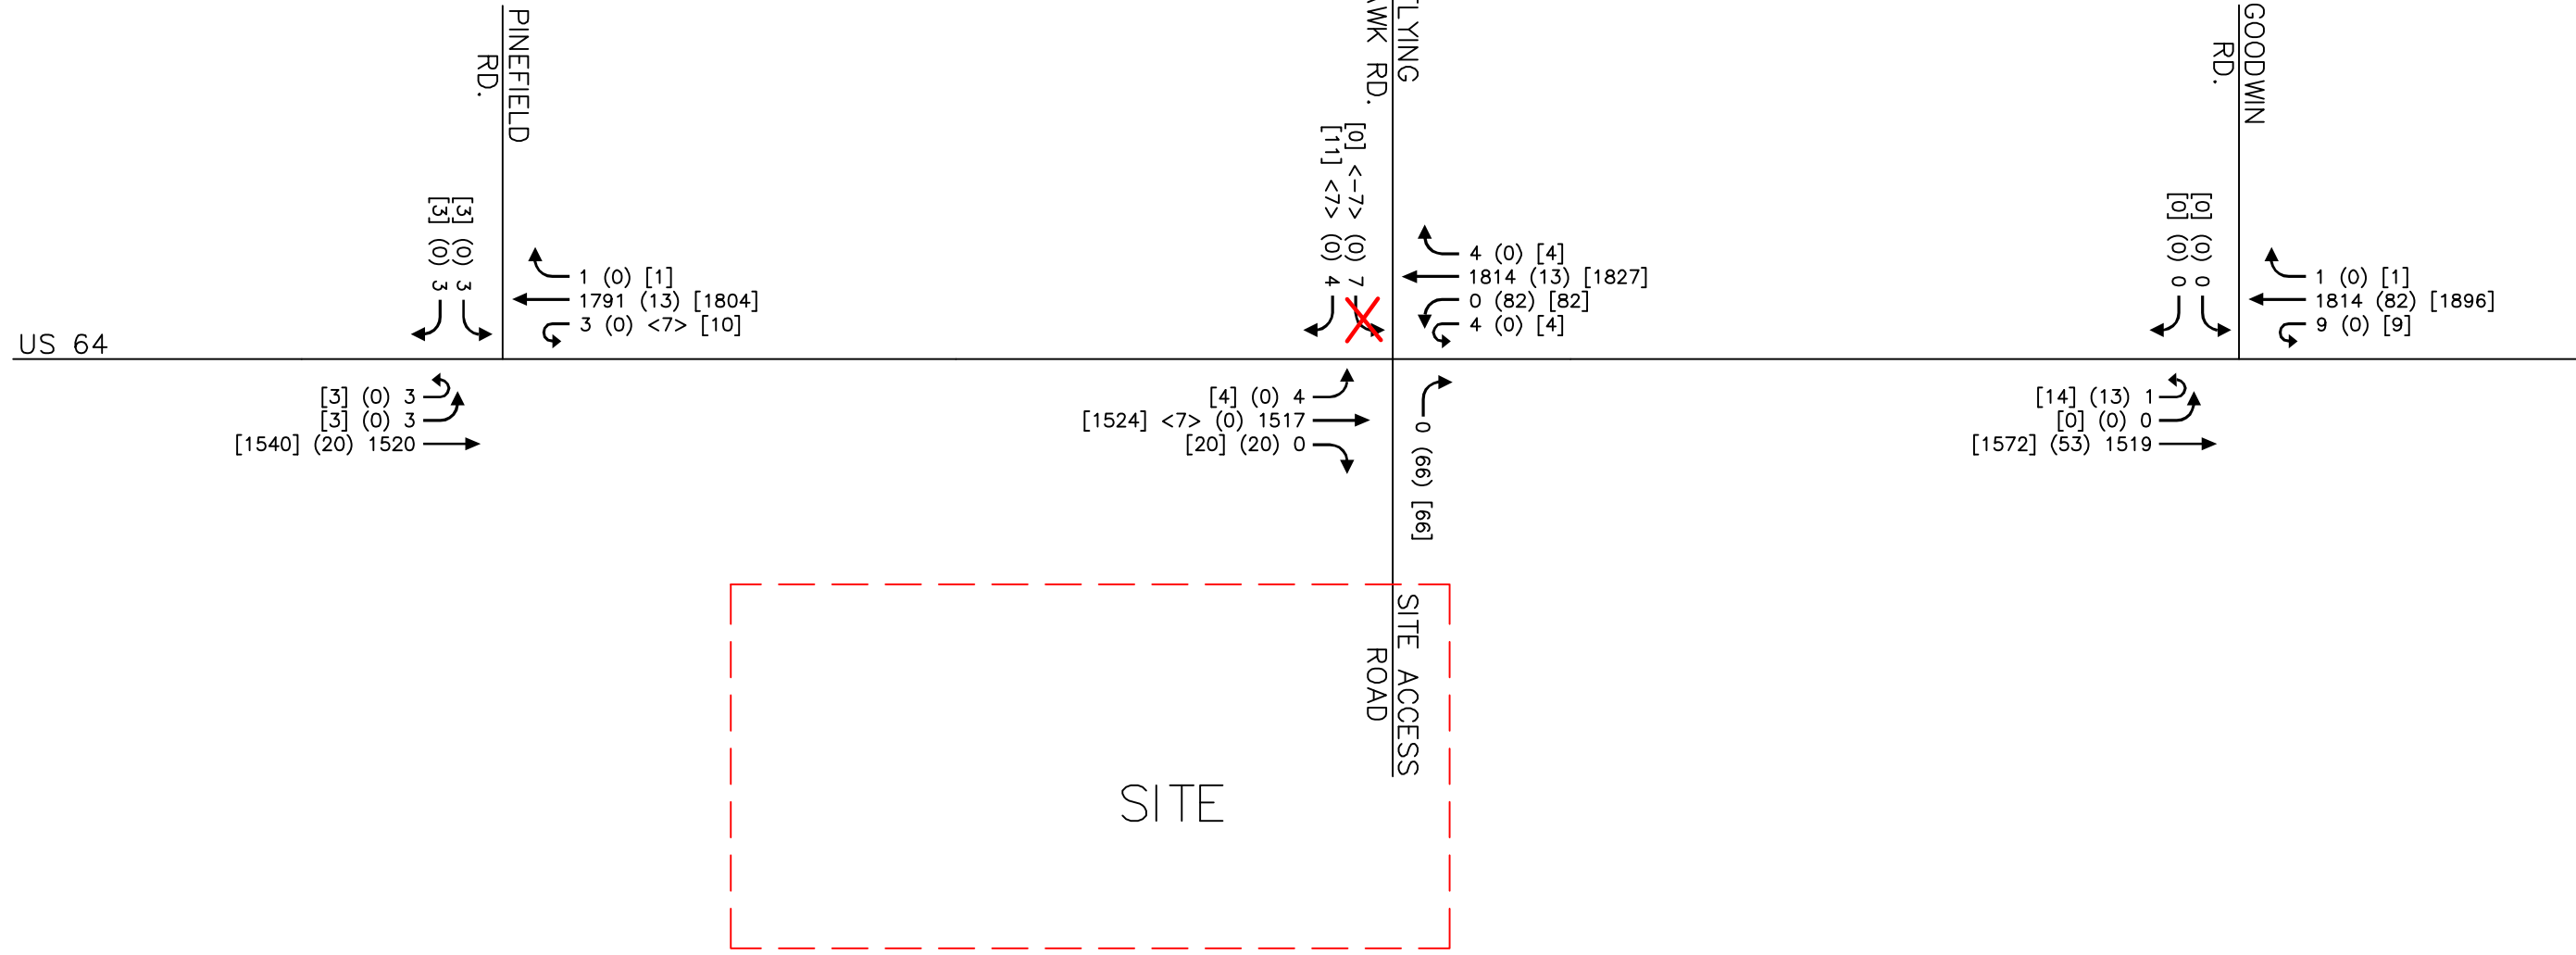 PINEFIELD
RD.
[3] (0) 3
[3] (0) 3
1 (0) [1]
1791 (13) [1804]
3 (0) <7> [10]
US 64
[3] (0) 3
[3] (0) 3
[1540] (20) 1520
LYING
WK RD.
[0] <-7> (0) 7
[11] <7> (0) 4
4 (0) [4]
1814 (13) [1827]
0 (82) [82]
4 (0) [4]
[4] (0) 4
[1524] <7> (0) 1517
[20] (20) 0
0 (66) [66]
GOODWIN
RD.
[0] (0) 0
[0] (0) 0
1 (0) [1]
1814 (82) [1896]
9 (0) [9]
[14] (13) 1
[0] (0) 0
[1572] (53) 1519
SITE ACCESS
ROAD
SITE